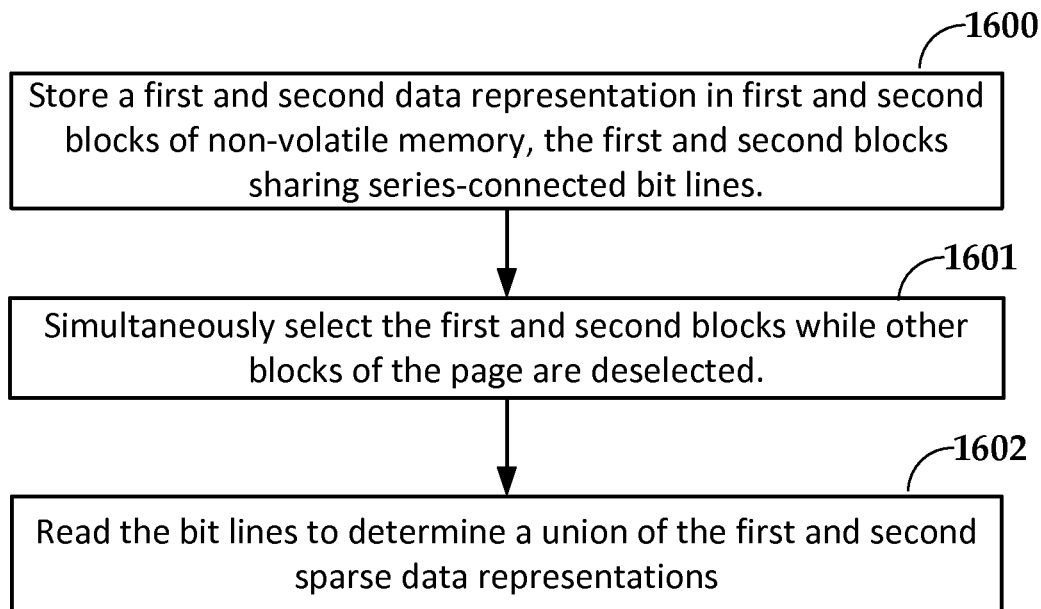 1600
Store a first and second data representation in first and second
blocks of non-volatile memory, the first and second blocks
sharing series-connected bit lines.
1601
Simultaneously select the first and second blocks while other
blocks of the page are deselected.
1602
Read the bit lines to determine a union of the first and second
sparse data representations